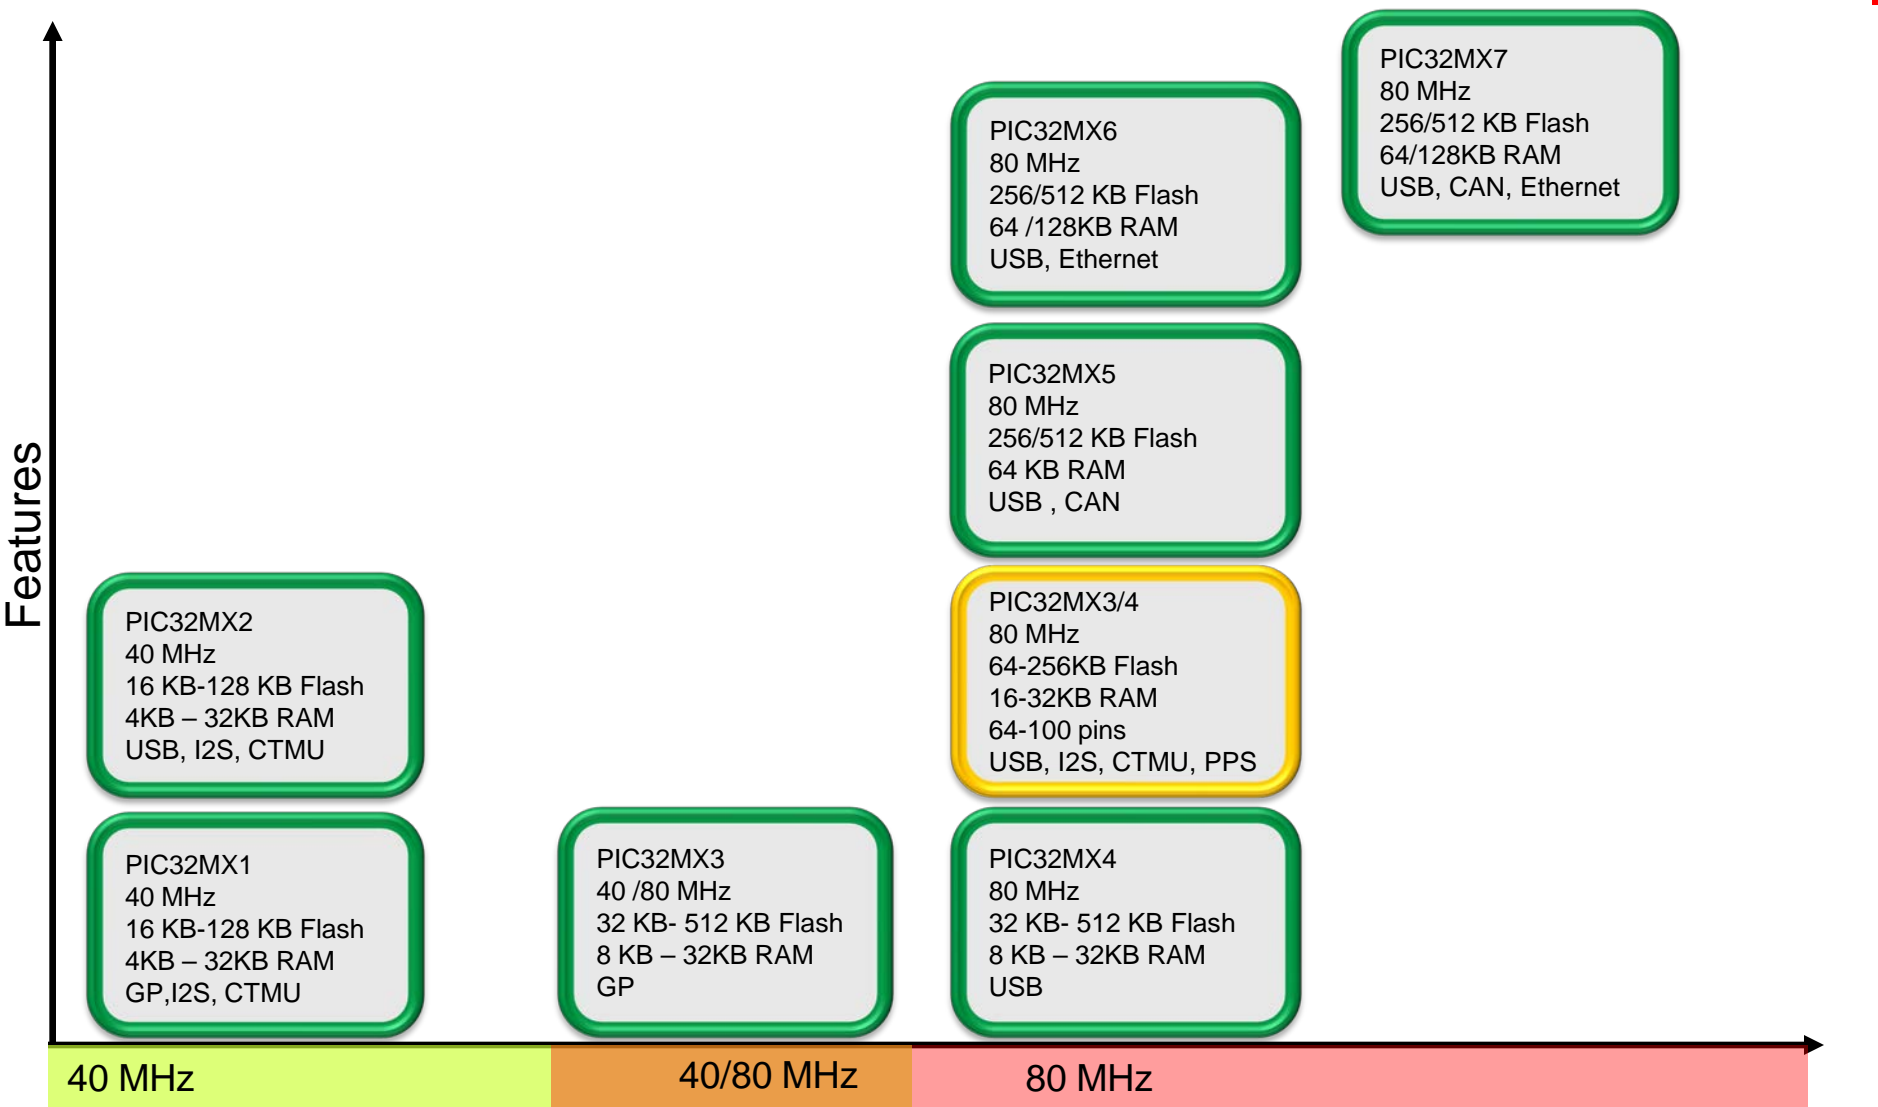 Features
PIC32MX7
80 MHz
256/512 KB Flash
64/128KB RAM
USB, CAN, Ethernet
PIC32MX6
80 MHz
256/512 KB Flash
64 /128KB RAM
USB, Ethernet
PIC32MX5
80 MHz
256/512 KB Flash
64 KB RAM
USB , CAN
PIC32MX2
40 MHz
16 KB-128 KB Flash
4KB – 32KB RAM
USB, I2S, CTMU
PIC32MX3/4
80 MHz
64-256KB Flash
16-32KB RAM
64-100 pins
USB, I2S, CTMU, PPS
PIC32MX1
40 MHz
16 KB-128 KB Flash
4KB – 32KB RAM
GP,I2S, CTMU
PIC32MX3
40 /80 MHz
32 KB- 512 KB Flash
8 KB – 32KB RAM
GP
PIC32MX4
80 MHz
32 KB- 512 KB Flash
8 KB – 32KB RAM
USB
40 MHz
40/80 MHz
80 MHz